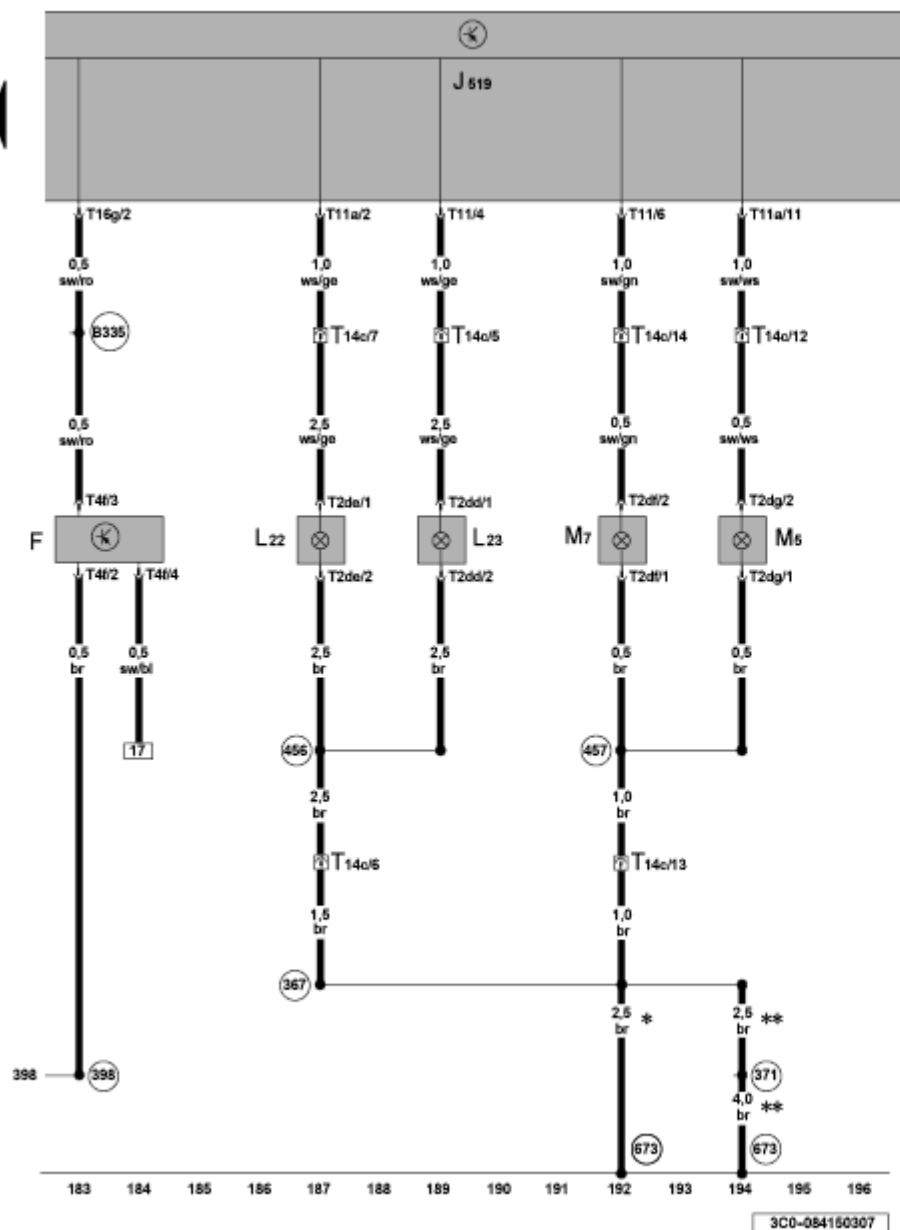 J 519
T16g/2 T11a/2 T11/4 T11/6 T11a/11
0,5 1,0 1,0 1,0 1,0
sw/ro ws/ge ws/ge sw/gn sw/ws
B335 T14c/7 T14c/5 T14c/14 T14c/12
0,5 2,5 2,5 0,5 0,5
sw/ro ws/ge ws/ge sw/gn sw/ws
T4f/3 T2de/1 T2dd/1 T2df/2 T2dg/2
F L22 L23 M7 M5
T4f/2 T4f/4 T2de/2 T2dd/2 T2df/1 T2dg/1
0,5 0,5 2,5 2,5 0,5 0,5
br sw/bl br br br br
17 456 457
2,5 1,0
br br
T14c/6 T14c/13
1,5 1,0
br br
367
2,5 * 2,5 **
br br
398 398 371
4,0 **
br
673 673
183 184 185 186 187 188 189 190 191 192 193 194 195 196
3C0-084150307